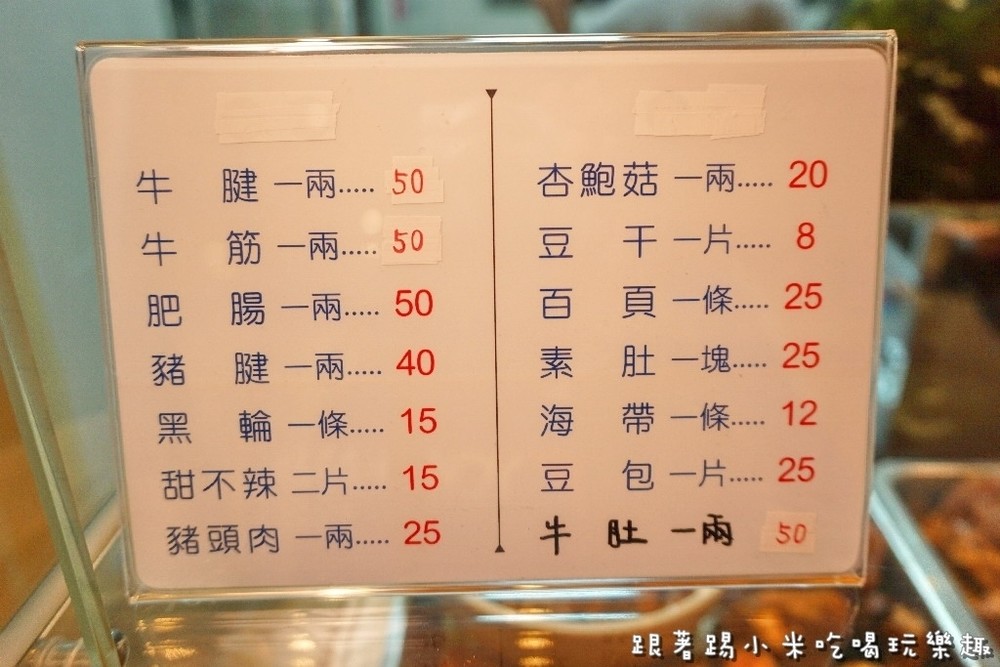 牛腱 一兩..... 50
牛筋 一兩..... 50
肥腸 一兩..... 50
豬腱 一兩..... 40
黑輪 一條..... 15
甜不辣 二片..... 15
豬頭肉 一兩..... 25
杏鮑菇 一兩..... 20
豆干 一片..... 8
百頁 一條..... 25
素肚 一塊..... 25
海帶 一條..... 12
豆包 一片..... 25
牛肚 一兩 50
跟著踢小米吃喝玩樂趣